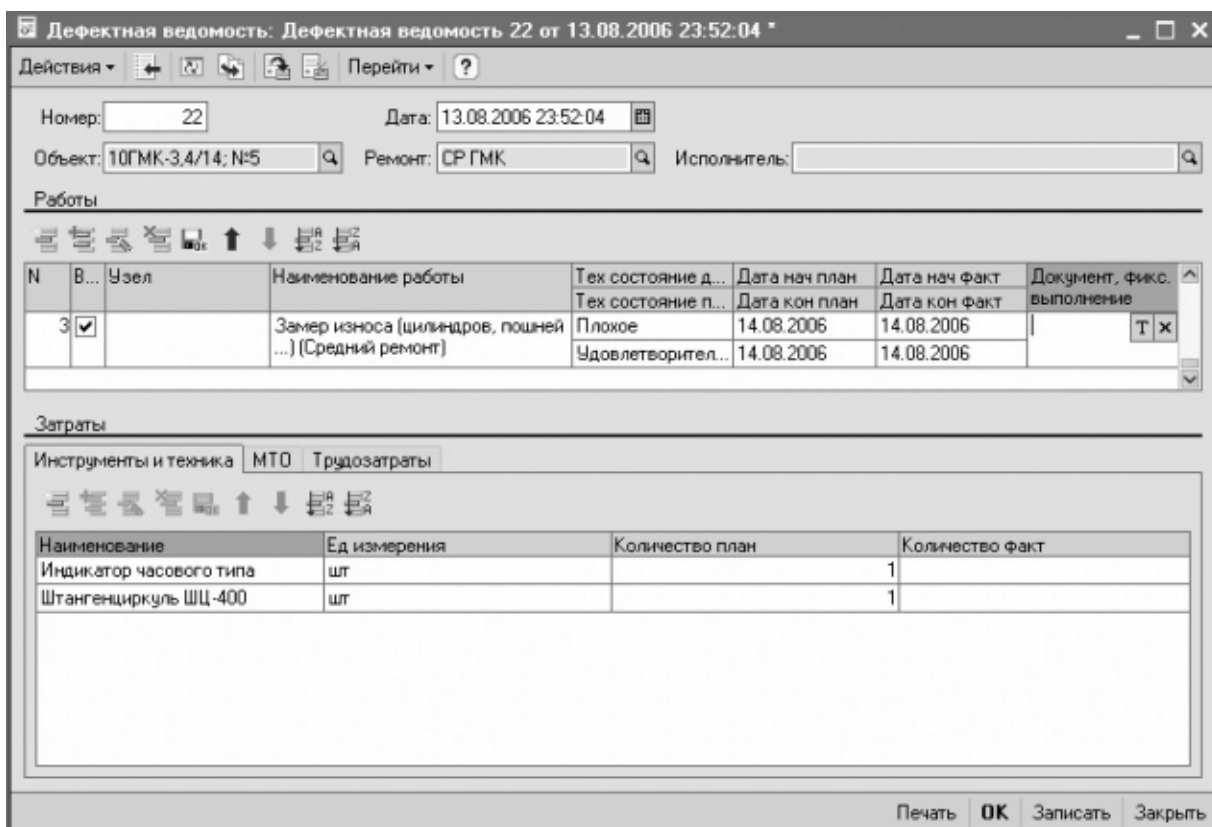 Дефектная ведомость: Дефектная ведомость 22 от 13.08.2006 23:52:04 *
Действия Перейти ?
Номер: 22 Дата: 13.08.2006 23:52:04
Объект: 10ГМК-3,4/14; №5 Ремонт: СР ГМК Исполнитель:
Работы
N В... Узел Наименование работы Тех состояние д... Дата нач план Дата нач факт Документ, фикс.
Тех состояние п... Дата кон план Дата кон факт выполнение
3 Замер износа (цилиндров, пошней Плохое 14.08.2006 14.08.2006 T ×
...) (Средний ремонт) Удовлетворител... 14.08.2006 14.08.2006
Затраты
Инструменты и техника МТО Трудозатраты
Наименование Ед измерения Количество план Количество факт
Индикатор часового типа шт 1
Штангенциркуль ШЦ-400 шт 1
Печать OK Записать Закрыть